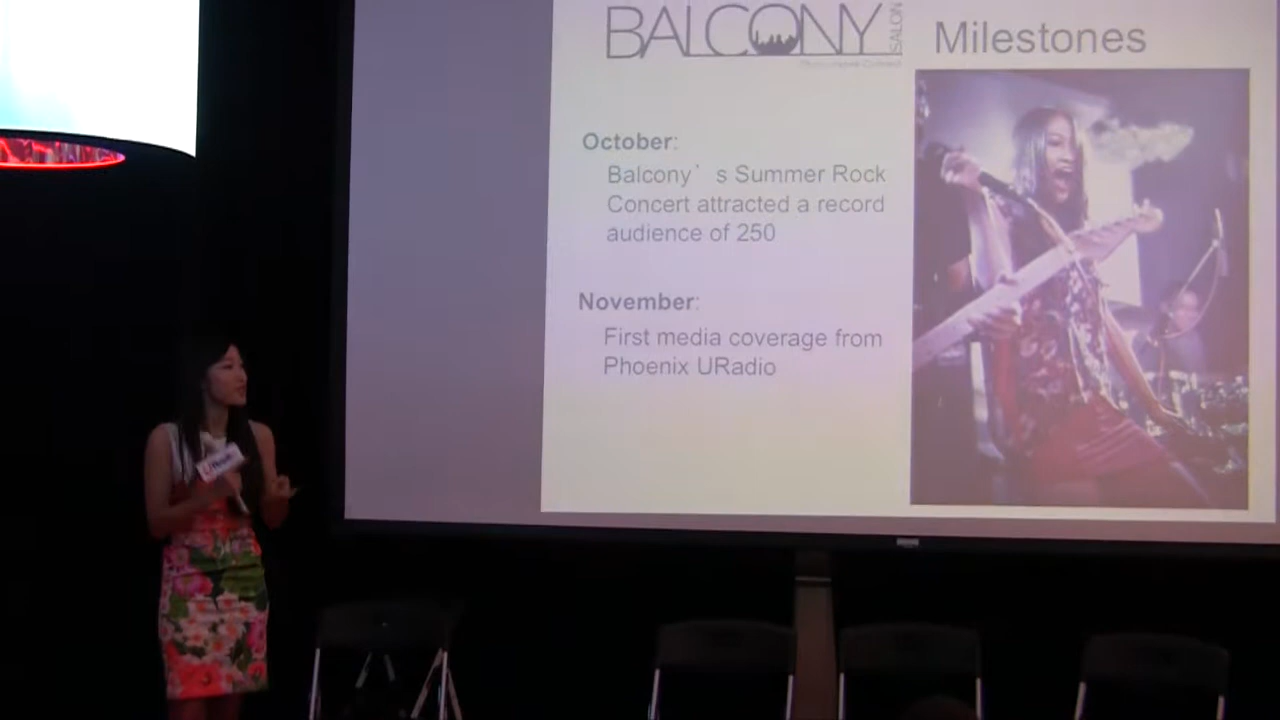 BALCONY
SALON
Milestones
October:
Balcony’s Summer Rock
Concert attracted a record
audience of 250
November:
First media coverage from
Phoenix URadio